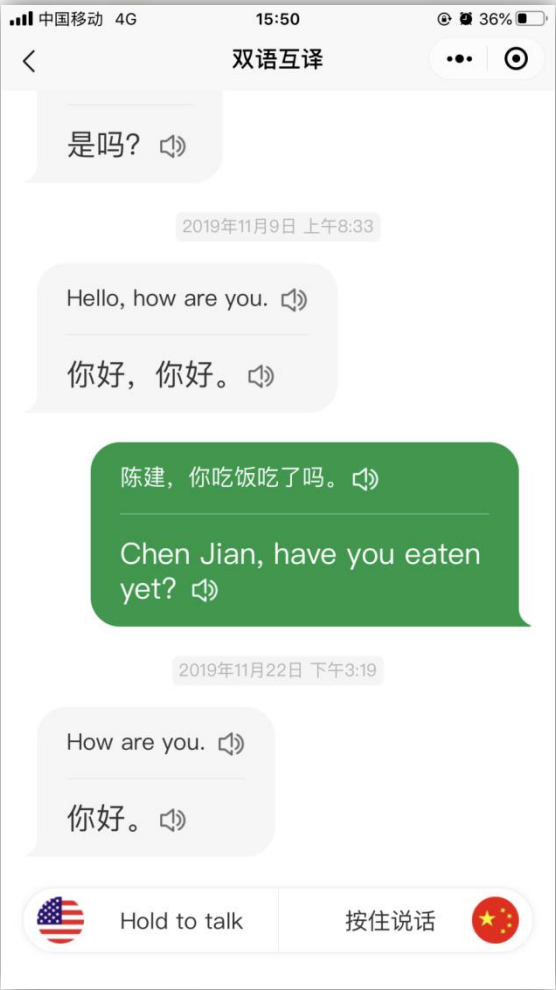 中国移动 4G 15:50 36%
双语互译
是吗?
2019年11月9日 上午8:33
Hello, how are you.
你好，你好。
陈建，你吃饭吃了吗。
Chen Jian, have you eaten
yet?
2019年11月22日 下午3:19
How are you.
你好。
Hold to talk 按住说话